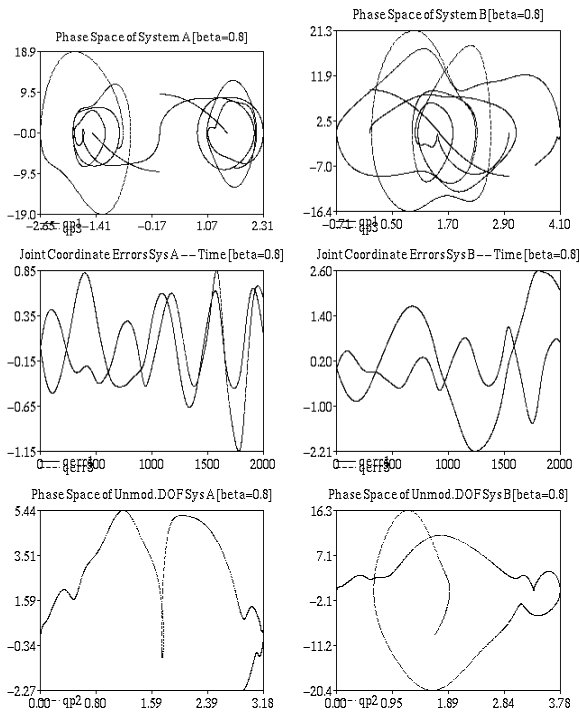 Phase Space of System A [beta=0.8]
18.9
9.5
-0.0
-9.5
-19.0
-2.65 -1.41 -0.17 1.07 2.31
qp1
qp3
Phase Space of System B [beta=0.8]
21.3
11.9
2.5
-7.0
-16.4
-0.71 0.50 1.70 2.90 4.10
qp1
qp3
Joint Coordinate Errors Sys A -- Time [beta=0.8]
0.85
0.35
-0.15
-0.65
-1.15
0 500 1000 1500 2000
qerr1
qerr3
Joint Coordinate Errors Sys B -- Time [beta=0.8]
2.60
1.40
0.20
-1.00
-2.21
0 500 1000 1500 2000
qerr1
qerr3
Phase Space of Unmod.DOF Sys A [beta=0.8]
5.44
3.51
1.59
-0.34
-2.27
0.00 0.80 1.59 2.39 3.18
qp2
Phase Space of Unmod.DOF Sys B [beta=0.8]
16.3
7.1
-2.1
-11.2
-20.4
0.00 0.95 1.89 2.84 3.78
qp2